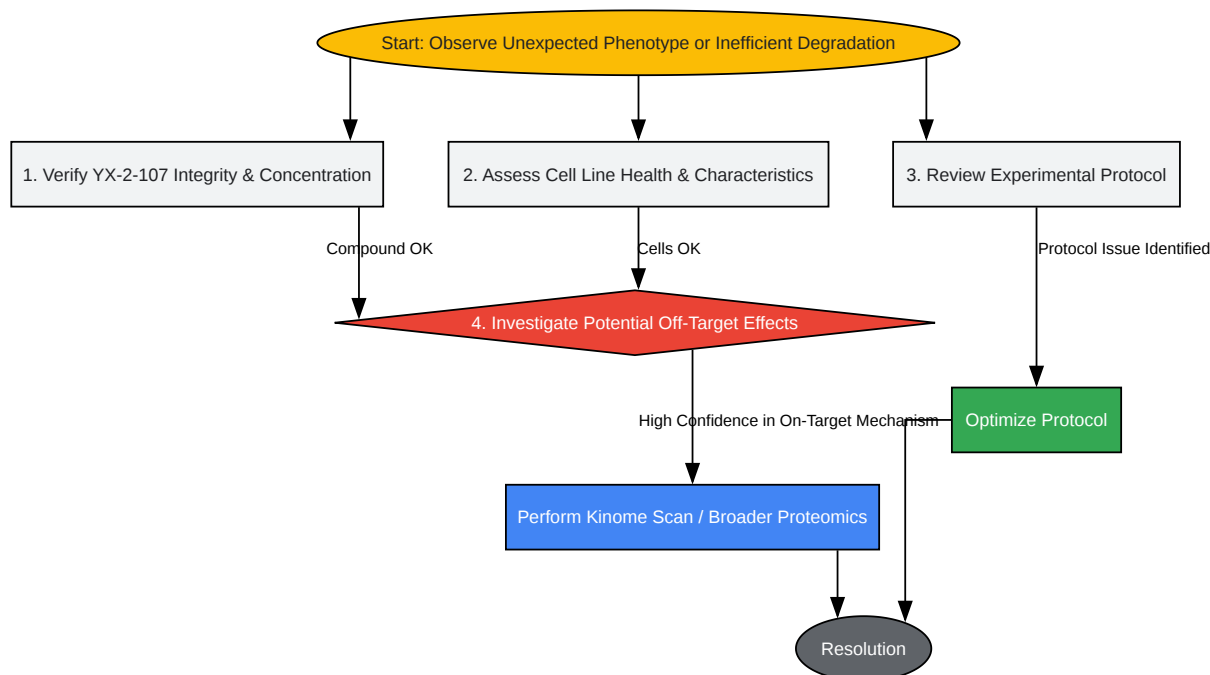 Start: Observe Unexpected Phenotype or Inefficient Degradation
1. Verify YX-2-107 Integrity & Concentration
2. Assess Cell Line Health & Characteristics
3. Review Experimental Protocol
Compound OK
Cells OK
Protocol Issue Identified
4. Investigate Potential Off-Target Effects
High Confidence in On-Target Mechanism
Optimize Protocol
Perform Kinome Scan / Broader Proteomics
Resolution